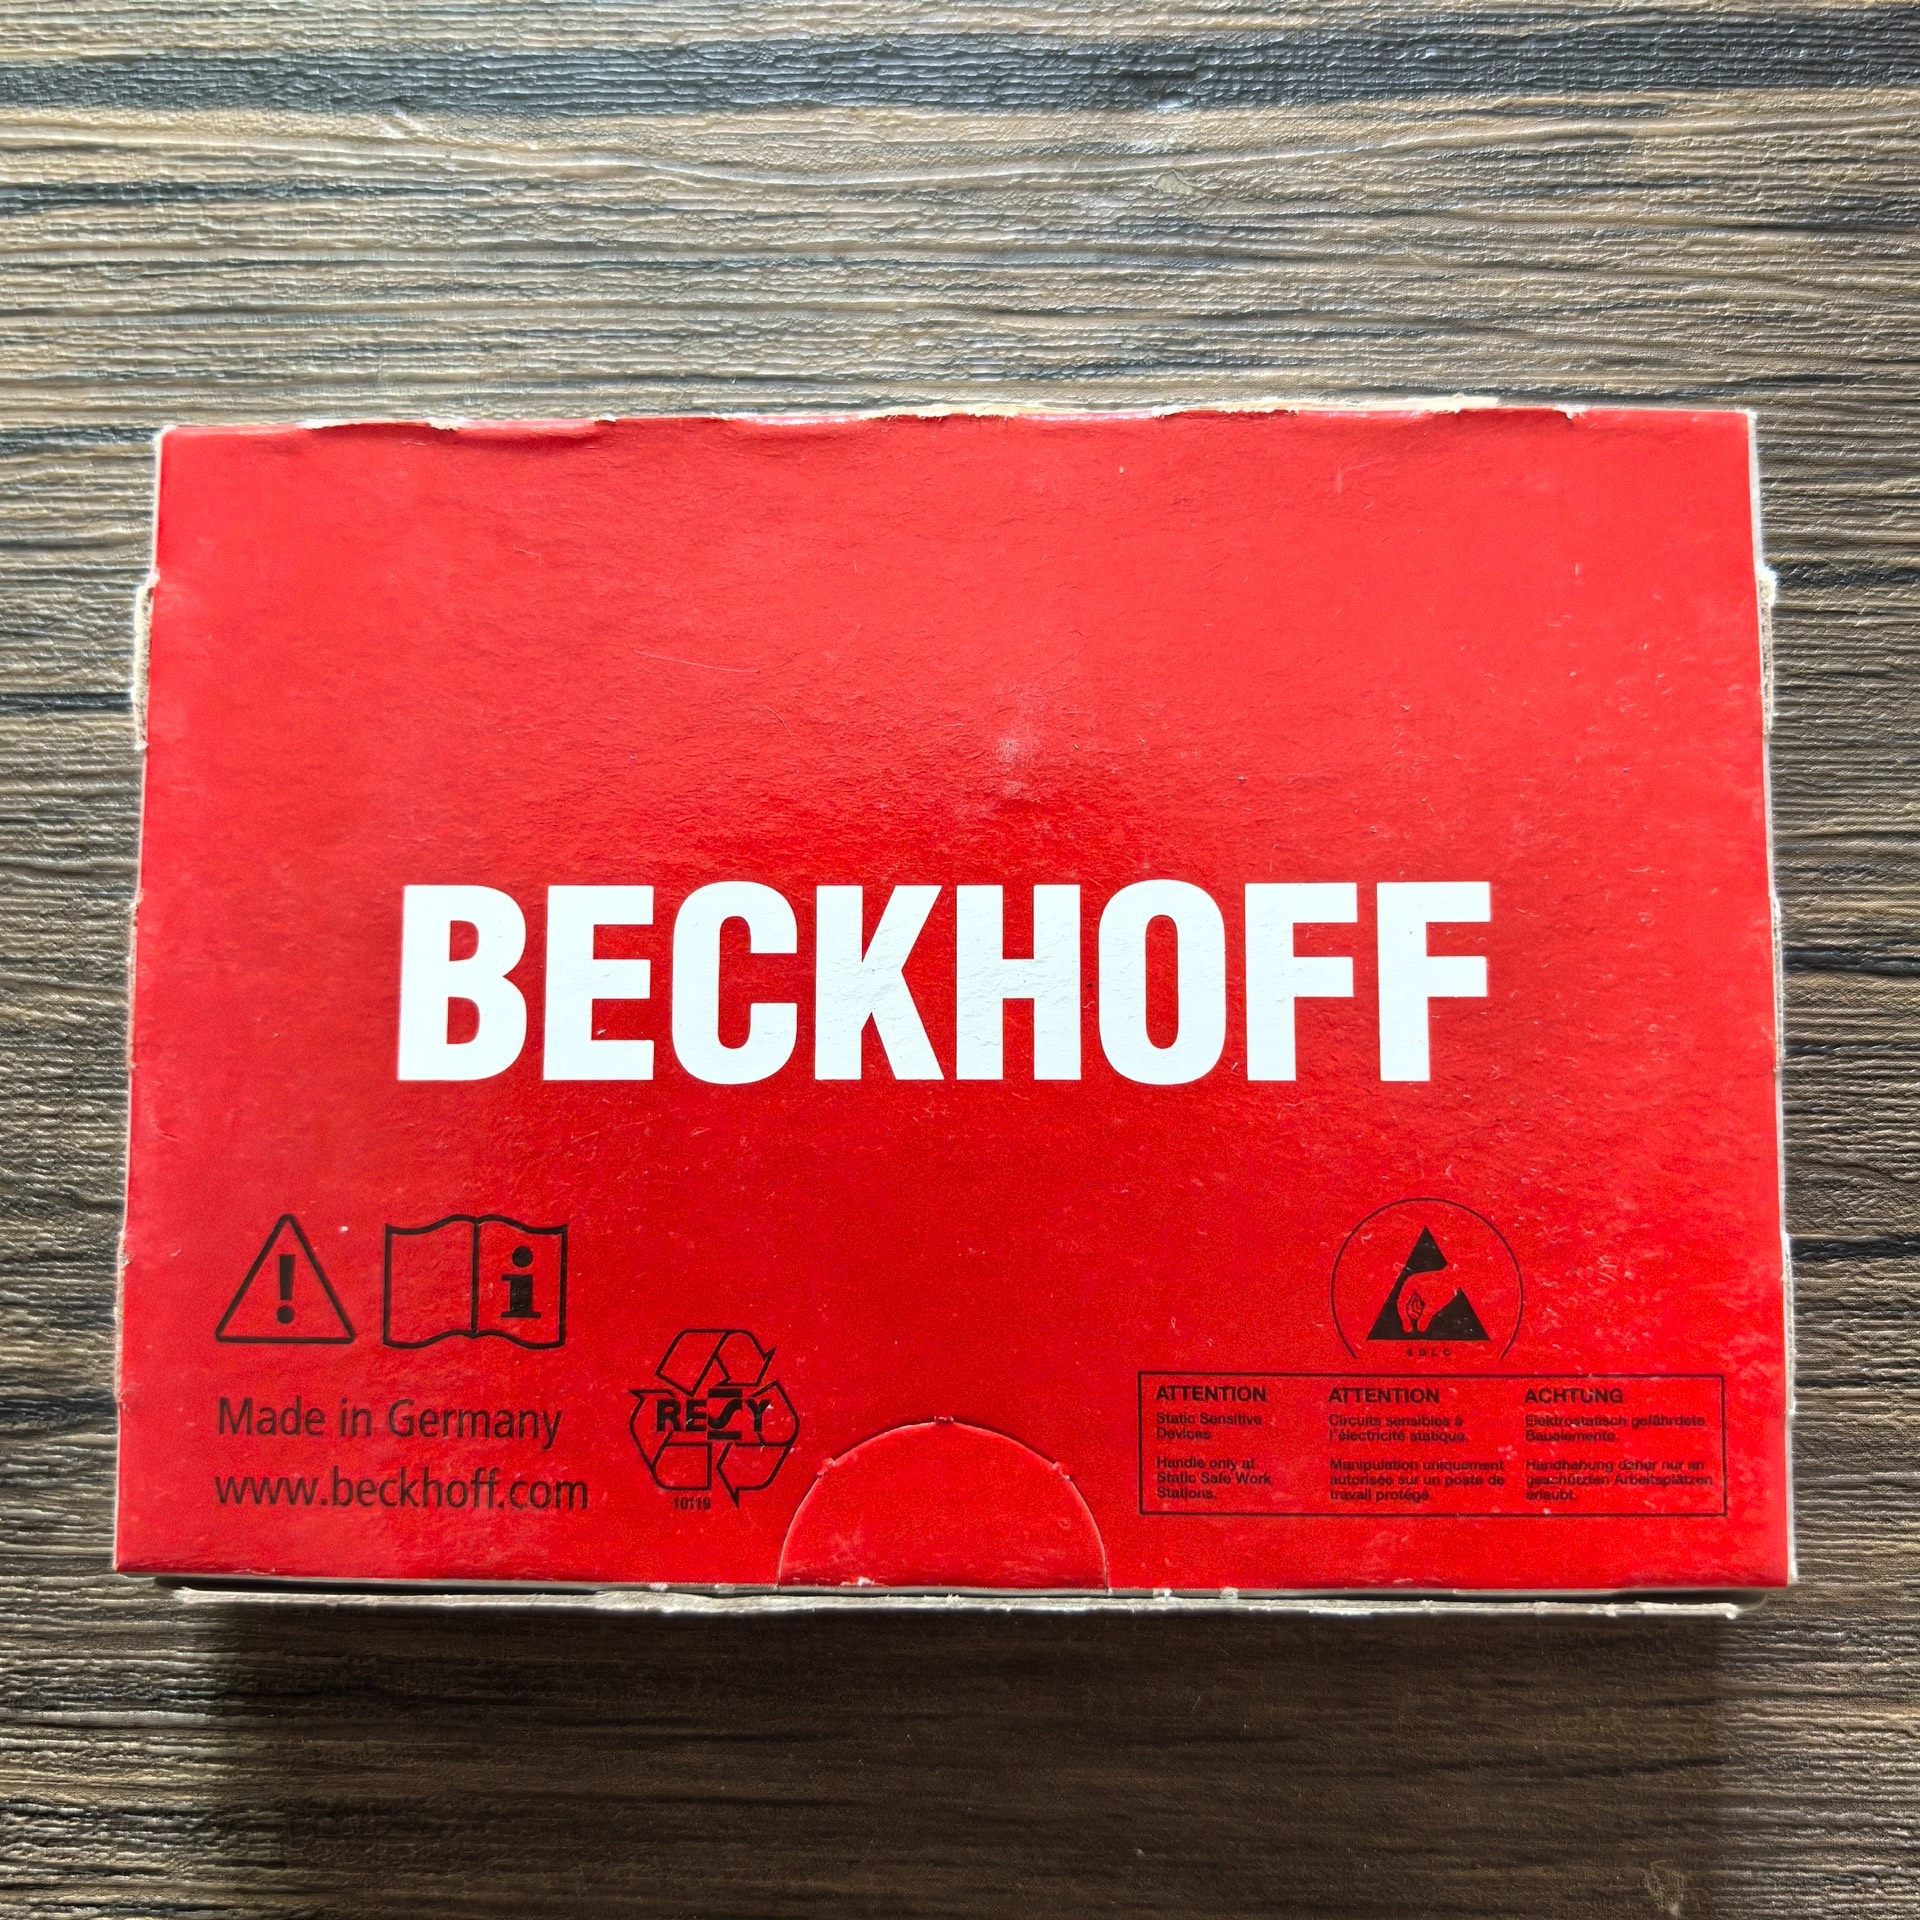 BECKHOFF
Made in Germany
www.beckhoff.com
RESY
10119
ATTENTION
Static Sensitive
Devices
Handle only at
Static Safe Work
Stations.
ATTENTION
Circuits sensibles à
l'électricité statique.
Manipulation uniquement
autorisée sur un poste de
travail protégé.
ACHTUNG
Elektrostatisch gefährdete
Bauelemente.
Handhabung daher nur an
geschützten Arbeitsplätzen
erlaubt.